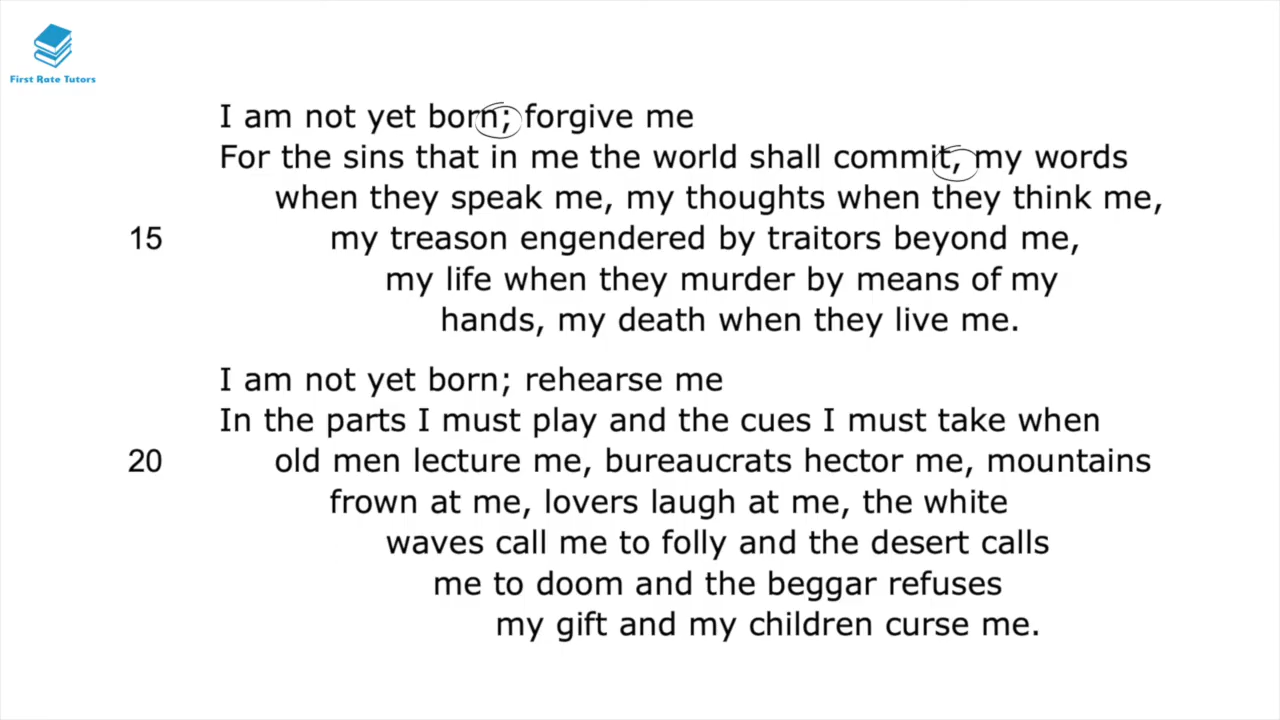 First Rate Tutors
I am not yet born; forgive me
For the sins that in me the world shall commit, my words
when they speak me, my thoughts when they think me,
15 my treason engendered by traitors beyond me,
my life when they murder by means of my
hands, my death when they live me.
I am not yet born; rehearse me
In the parts I must play and the cues I must take when
20 old men lecture me, bureaucrats hector me, mountains
frown at me, lovers laugh at me, the white
waves call me to folly and the desert calls
me to doom and the beggar refuses
my gift and my children curse me.